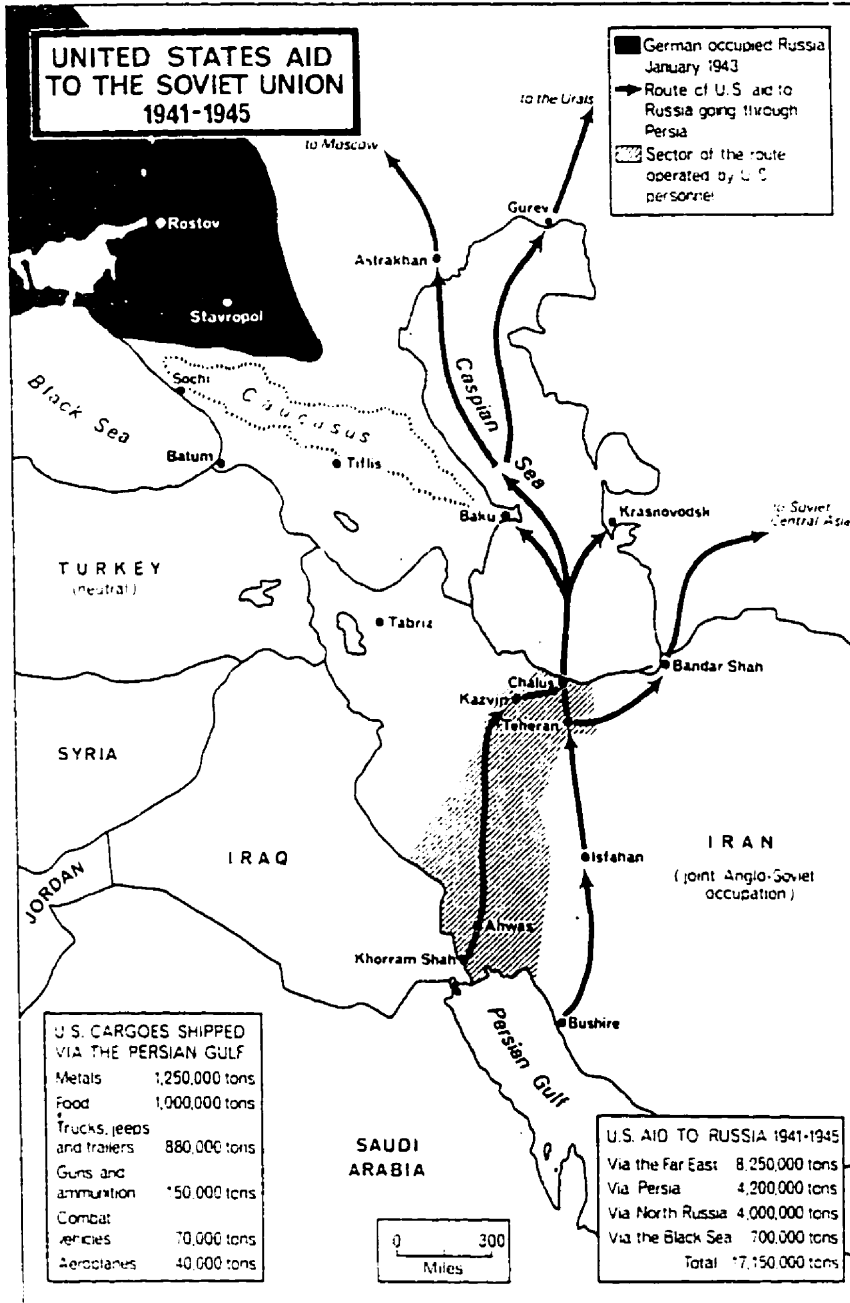 UNITED STATES AID
TO THE SOVIET UNION
1941-1945
German occupied Russia
January 1943
Route of U.S. aid to
Russia going through
Persia
Sector of the route
operated by U S
personnel
to the Urals
to Moscow
Gurev
Rostov
Astrakhan
Stavropol
Caspian
Sea
Black Sea
Sochi
Caucasus
Batum
Tiflis
Baku
Krasnovodsk
to Soviet
Central Asia
TURKEY
(neutral)
Tabriz
Chalus
Bandar Shah
Kazvin
Teheran
SYRIA
IRAQ
JORDAN
Isfahan
IRAN
(joint Anglo-Soviet
occupation)
Ahwas
Khorram Shah
Bushire
Persian Gulf
SAUDI
ARABIA
U.S. CARGOES SHIPPED
VIA THE PERSIAN GULF
Metals 1,250,000 tons
Food 1,000,000 tons
Trucks, jeeps
and trailers 880,000 tons
Guns and
ammunition 150,000 tons
Combat
vehicles 70,000 tons
Aeroplanes 40,000 tons
0 300
Miles
U.S. AID TO RUSSIA 1941-1945
Via the Far East 8,250,000 tons
Via Persia 4,200,000 tons
Via North Russia 4,000,000 tons
Via the Black Sea 700,000 tons
Total 17,150,000 tons